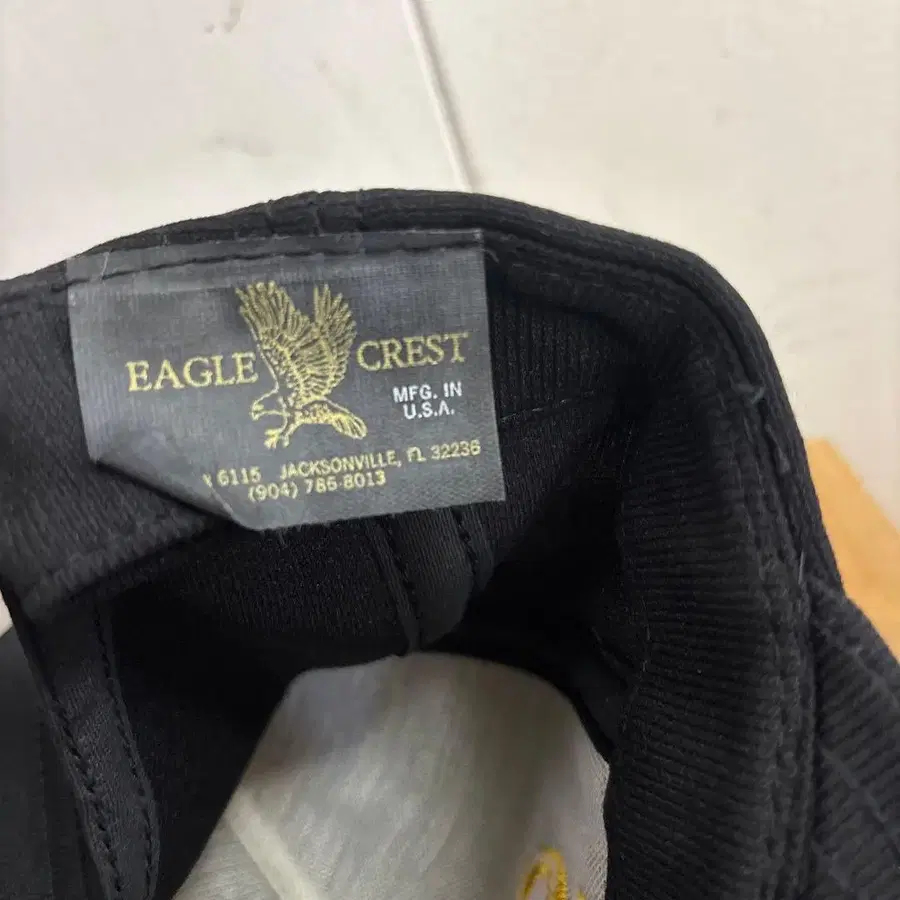 EAGLE CREST
MFG. IN
U.S.A.
6115 JACKSONVILLE, FL 32236
(904) 786-8013